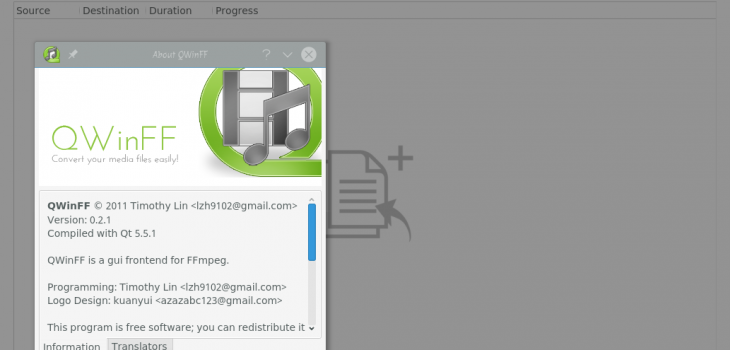 Source Destination Duration Progress
About QWinFF
QWinFF
Convert your media files easily!
QWinFF © 2011 Timothy Lin <lzh9102@gmail.com>
Version: 0.2.1
Compiled with Qt 5.5.1
QWinFF is a gui frontend for FFmpeg.
Programming: Timothy Lin <lzh9102@gmail.com>
Logo Design: kuanyui <azazabc123@gmail.com>
This program is free software; you can redistribute it
Information Translators